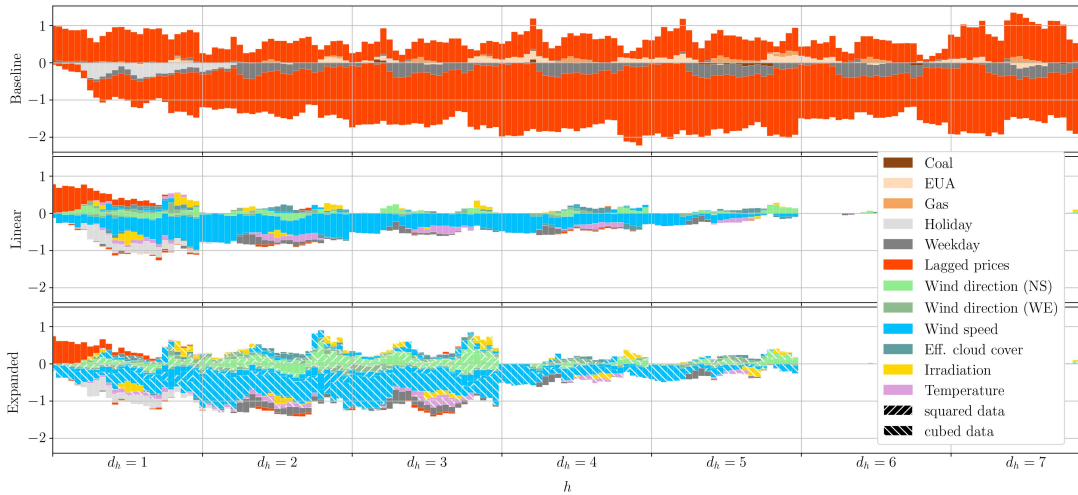 1
0
−1
−2
Baseline
1
0
−1
−2
Linear
1
0
−1
−2
Expanded
Coal
EUA
Gas
Holiday
Weekday
Lagged prices
Wind direction (NS)
Wind direction (WE)
Wind speed
Eff. cloud cover
Irradiation
Temperature
squared data
cubed data
d_h = 1
d_h = 2
d_h = 3
d_h = 4
d_h = 5
d_h = 6
d_h = 7
h